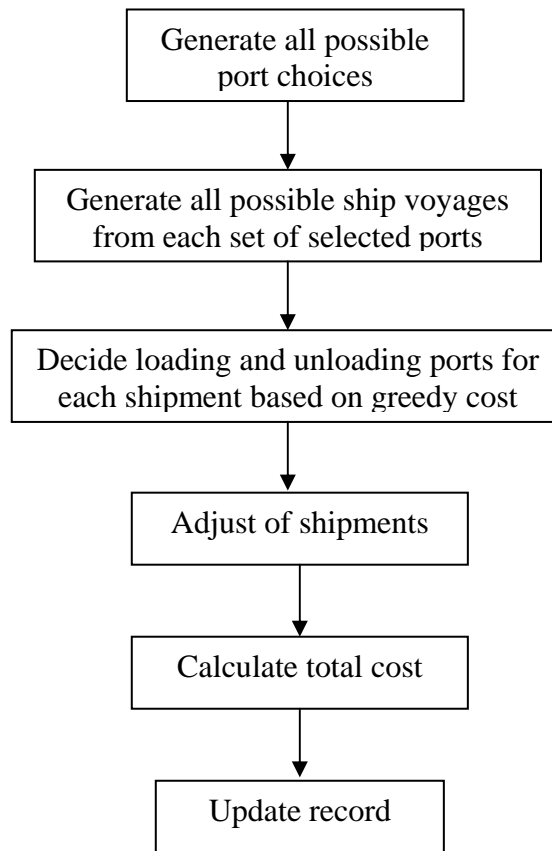 Generate all possible
port choices
Generate all possible ship voyages
from each set of selected ports
Decide loading and unloading ports for
each shipment based on greedy cost
Adjust of shipments
Calculate total cost
Update record